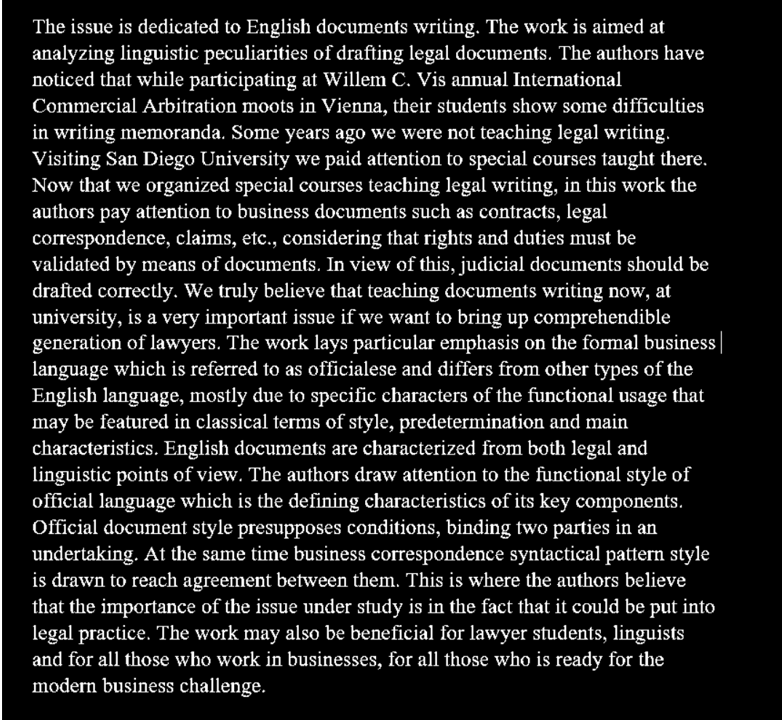 The issue is dedicated to English documents writing. The work is aimed at
analyzing linguistic peculiarities of drafting legal documents. The authors have
noticed that while participating at Willem C. Vis annual International
Commercial Arbitration moots in Vienna, their students show some difficulties
in writing memoranda. Some years ago we were not teaching legal writing.
Visiting San Diego University we paid attention to special courses taught there.
Now that we organized special courses teaching legal writing, in this work the
authors pay attention to business documents such as contracts, legal
correspondence, claims, etc., considering that rights and duties must be
validated by means of documents. In view of this, judicial documents should be
drafted correctly. We truly believe that teaching documents writing now, at
university, is a very important issue if we want to bring up comprehendible
generation of lawyers. The work lays particular emphasis on the formal business
language which is referred to as officialese and differs from other types of the
English language, mostly due to specific characters of the functional usage that
may be featured in classical terms of style, predetermination and main
characteristics. English documents are characterized from both legal and
linguistic points of view. The authors draw attention to the functional style of
official language which is the defining characteristics of its key components.
Official document style presupposes conditions, binding two parties in an
undertaking. At the same time business correspondence syntactical pattern style
is drawn to reach agreement between them. This is where the authors believe
that the importance of the issue under study is in the fact that it could be put into
legal practice. The work may also be beneficial for lawyer students, linguists
and for all those who work in businesses, for all those who is ready for the
modern business challenge.